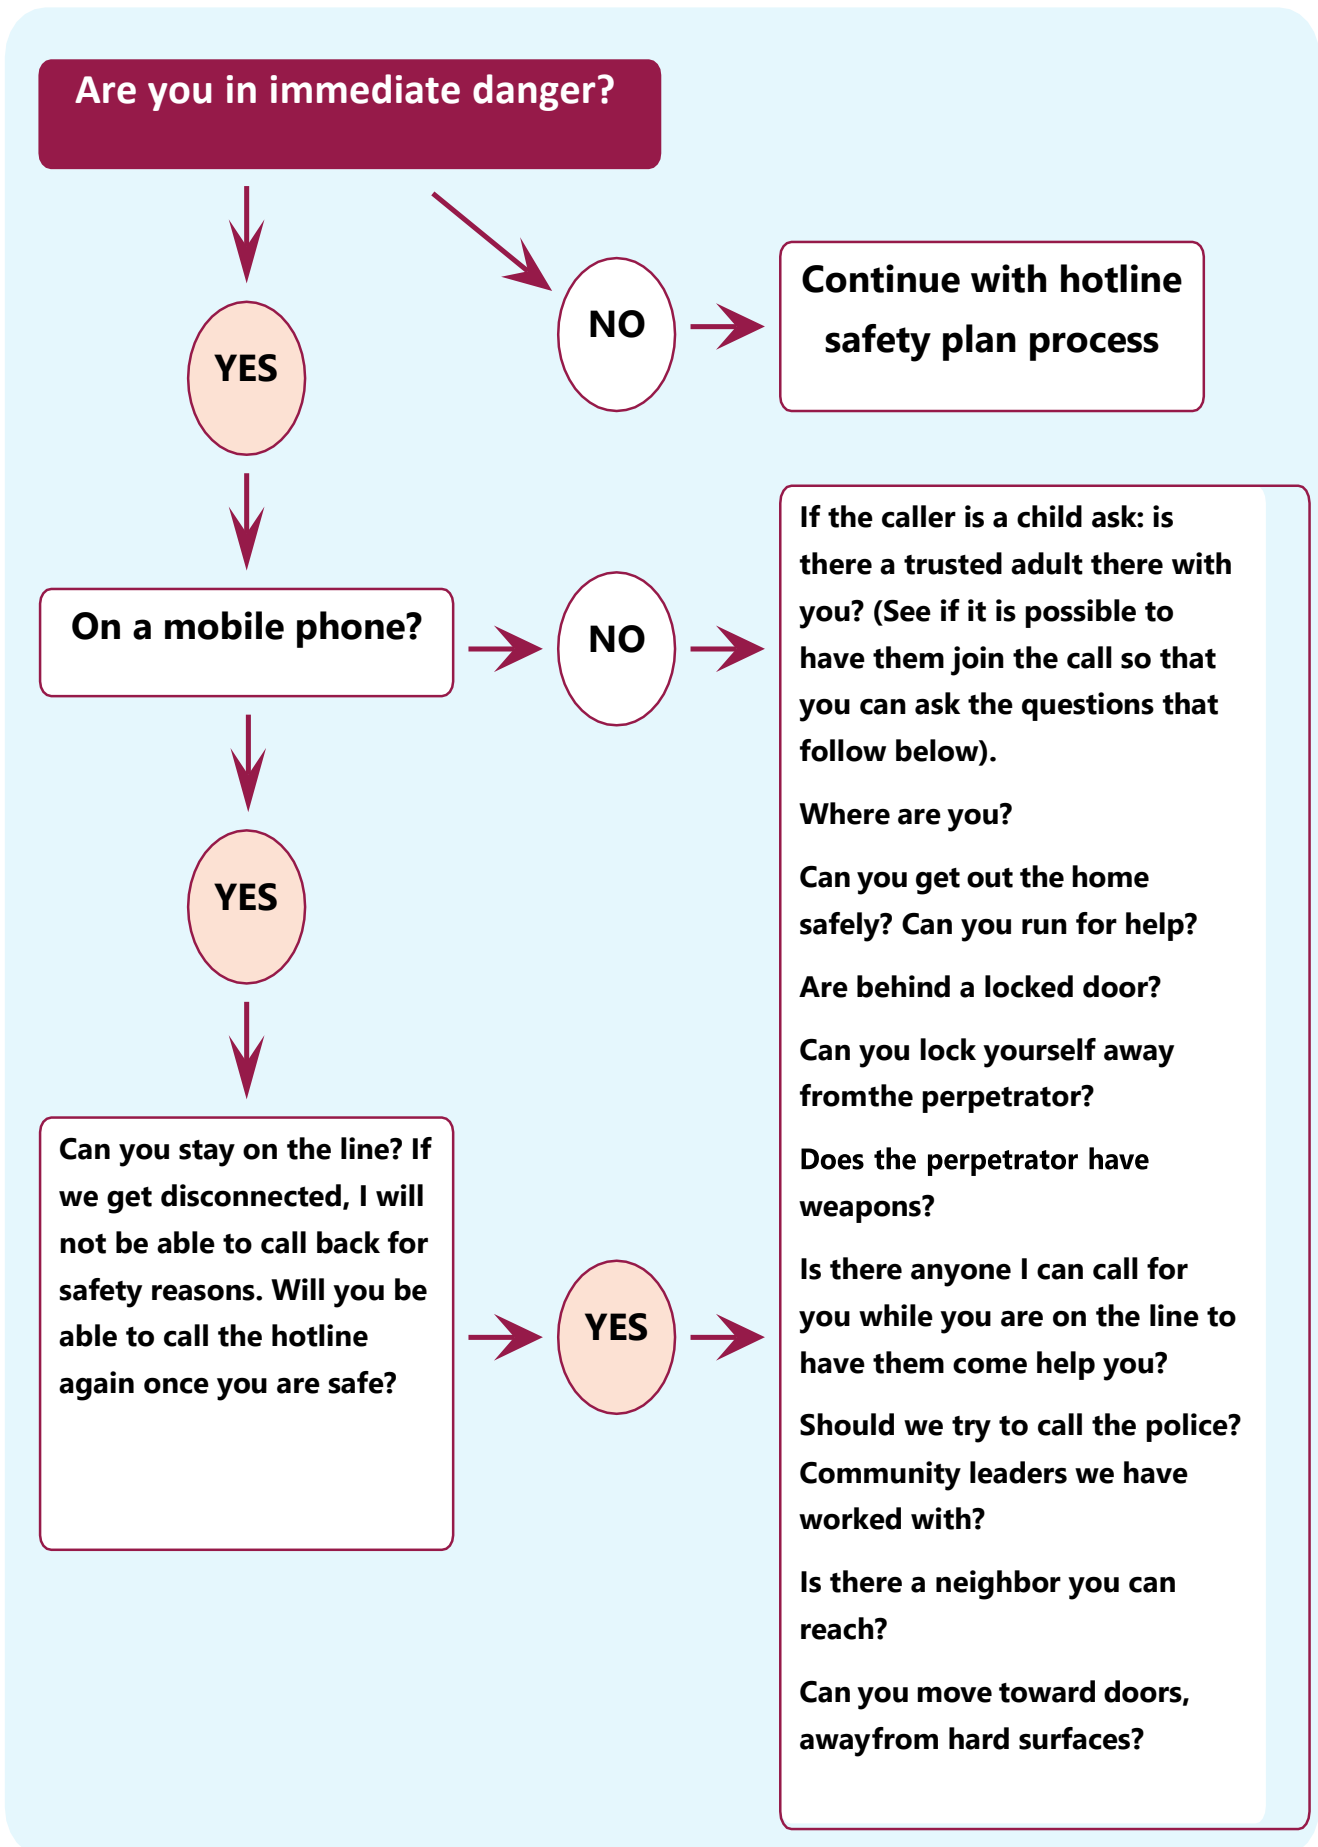 Are you in immediate danger?
NO
Continue with hotline
safety plan process
YES
On a mobile phone?
NO
If the caller is a child ask: is
there a trusted adult there with
you? (See if it is possible to
have them join the call so that
you can ask the questions that
follow below).
Where are you?
Can you get out the home
safely? Can you run for help?
Are behind a locked door?
Can you lock yourself away
fromthe perpetrator?
Does the perpetrator have
weapons?
Is there anyone I can call for
you while you are on the line to
have them come help you?
Should we try to call the police?
Community leaders we have
worked with?
Is there a neighbor you can
reach?
Can you move toward doors,
awayfrom hard surfaces?
YES
Can you stay on the line? If
we get disconnected, I will
not be able to call back for
safety reasons. Will you be
able to call the hotline
again once you are safe?
YES